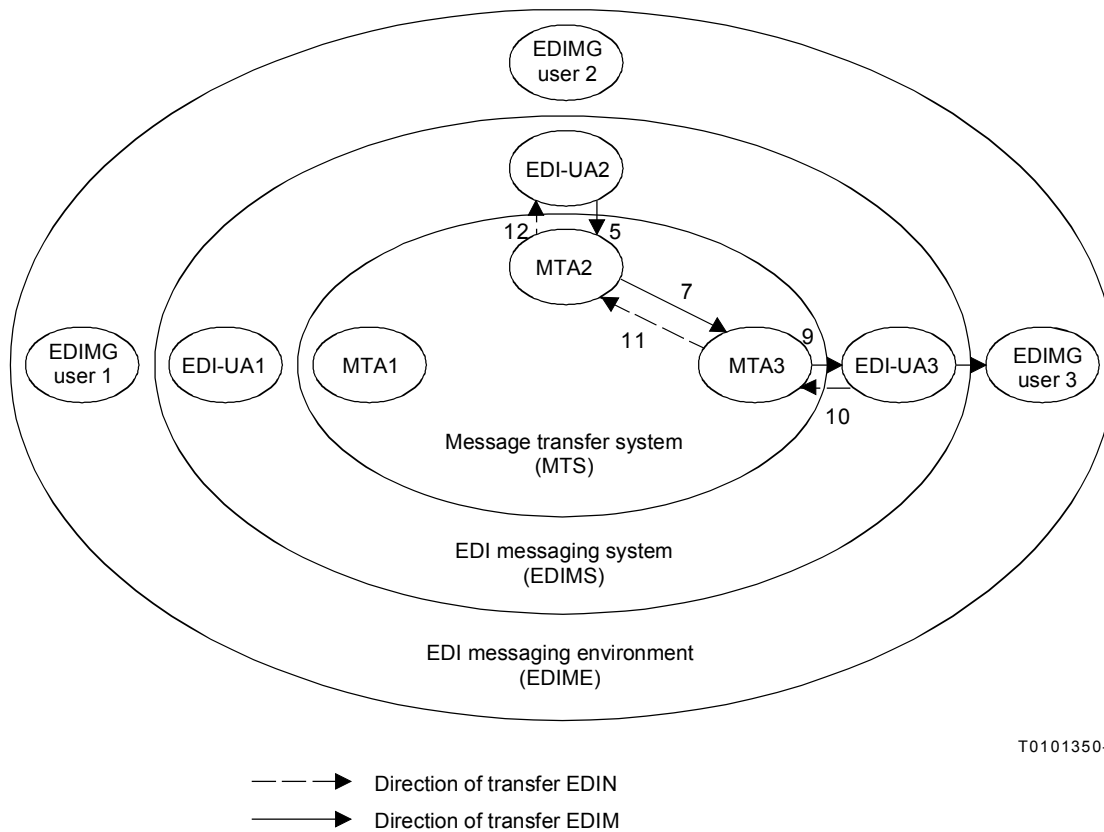 EDIMG
user 2
EDI-UA2
12
5
MTA2
7
11
EDIMG
user 1
EDI-UA1
MTA1
MTA3
9
EDI-UA3
EDIMG
user 3
10
Message transfer system
(MTS)
EDI messaging system
(EDIMS)
EDI messaging environment
(EDIME)
T0101350-
Direction of transfer EDIN
Direction of transfer EDIM